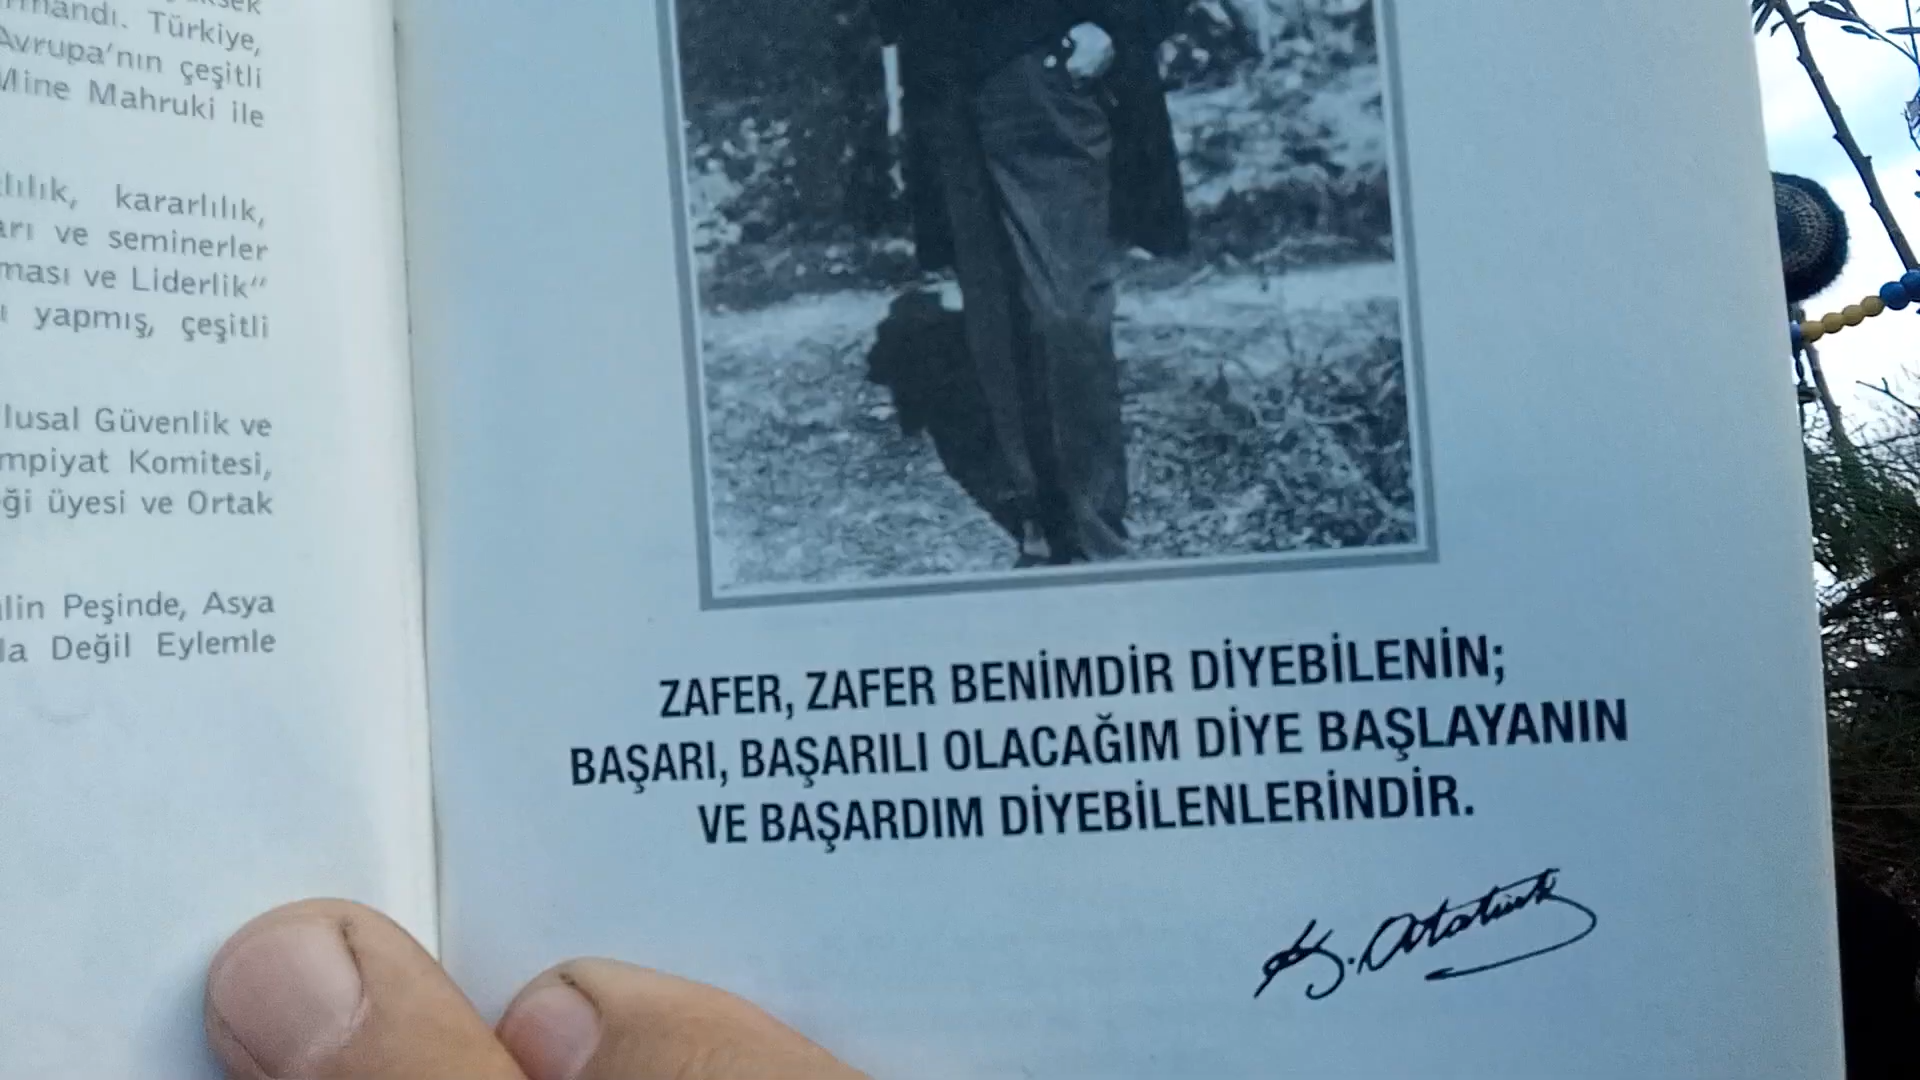 Türkiye,
Avrupa'nın çeşitli
Mine Mahruki ile
kararlılık,
ve seminerler
ve Liderlik“
yapmış, çeşitli
Güvenlik ve
Komitesi,
üyesi ve Ortak
Peşinde, Asya
Değil Eylemle
ZAFER, ZAFER BENİMDİR DİYEBİLENİN;
BAŞARI, BAŞARILI OLACAĞIM DİYE BAŞLAYANIN
VE BAŞARDIM DİYEBİLENLERİNDİR.
K. Atatürk